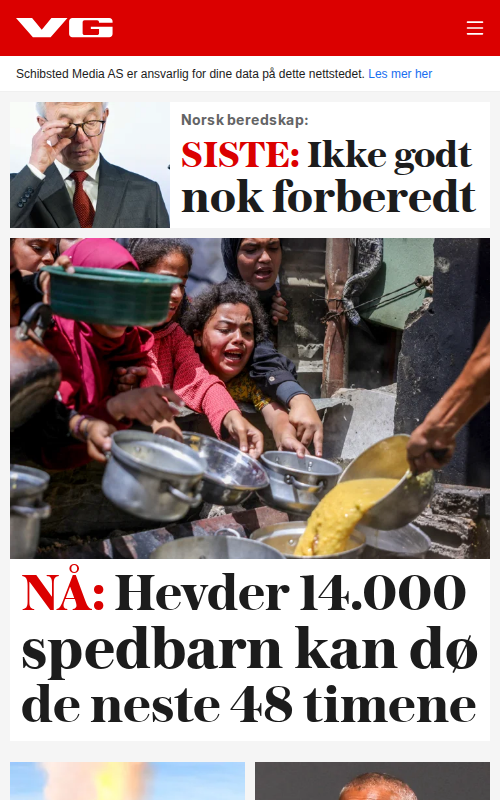 VG
Schibsted Media AS er ansvarlig for dine data på dette nettstedet. Les mer her
Norsk beredskap:
SISTE: Ikke godt
nok forberedt
NÅ: Hevder 14.000
spedbarn kan dø
de neste 48 timene